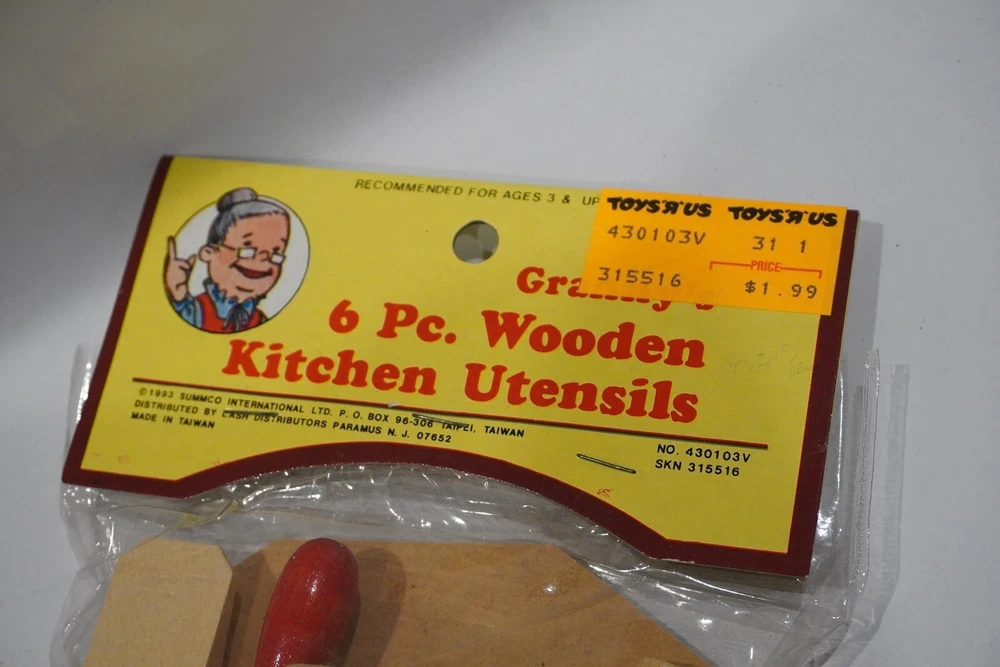 RECOMMENDED FOR AGES 3 & UP
TOYS"R"US TOYS"R"US
430103V 31 1
PRICE
315516 $1.99
6 Pc. Wooden
Kitchen Utensils
©1993 SUMMCO INTERNATIONAL LTD. P. O. BOX 96-306 TAIPEI, TAIWAN
DISTRIBUTED BY LASH DISTRIBUTORS PARAMUS N. J. 07652
MADE IN TAIWAN
NO. 430103V
SKN 315516